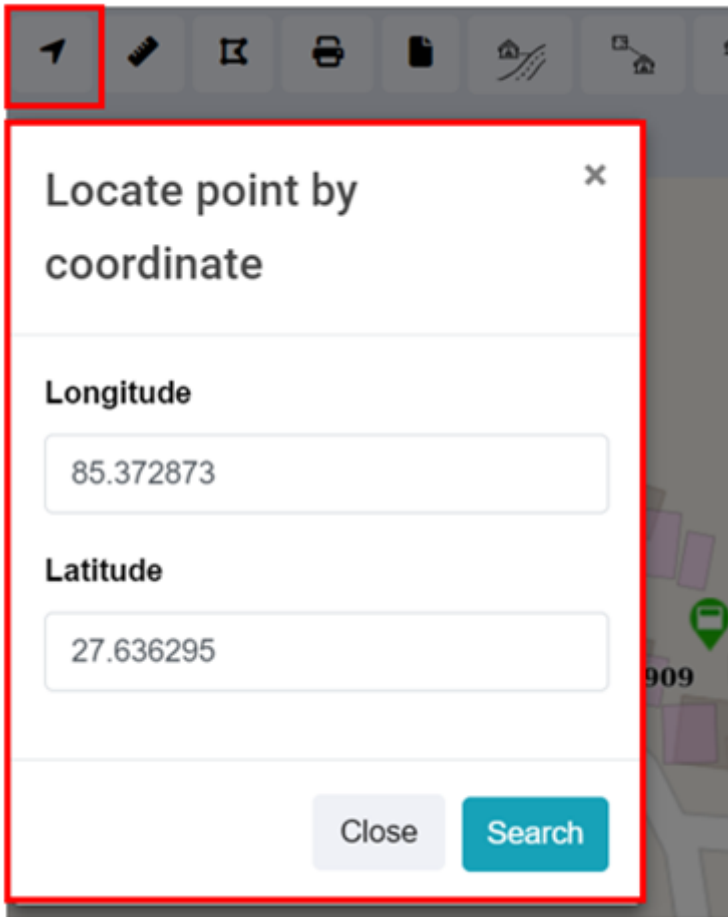 Locate point by
coordinate
×
Longitude
85.372873
Latitude
27.636295
909
Close
Search